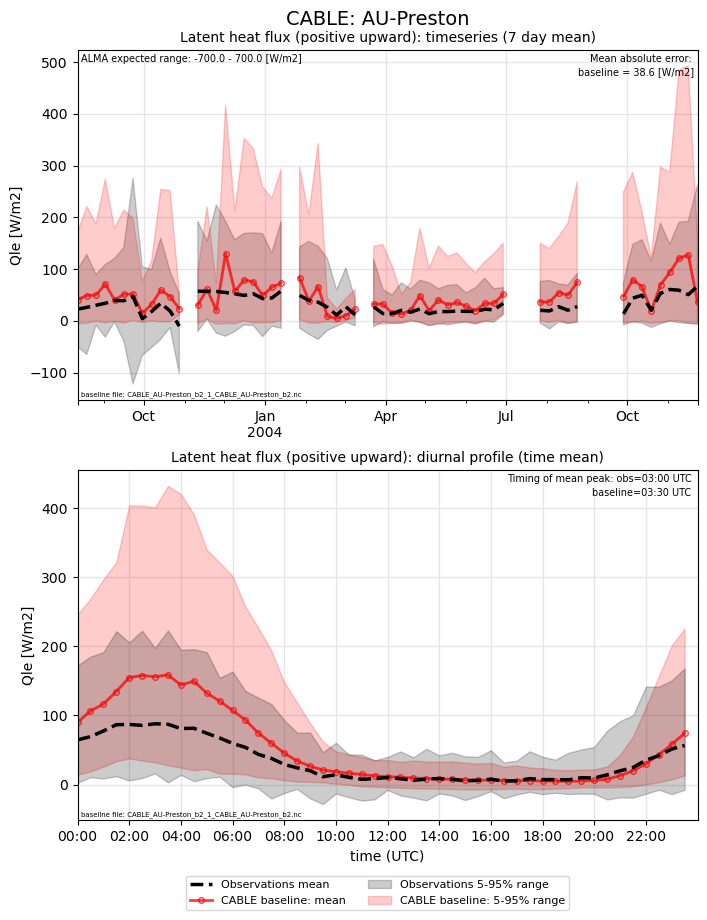 CABLE: AU-Preston
Latent heat flux (positive upward): timeseries (7 day mean)
ALMA expected range: -700.0 - 700.0 [W/m2]
Mean absolute error:
baseline = 38.6 [W/m2]
500
400
300
200
100
0
−100
Qle [W/m2]
baseline file: CABLE_AU-Preston_b2_1_CABLE_AU-Preston_b2.nc
Oct
Jan
2004
Apr
Jul
Oct
Latent heat flux (positive upward): diurnal profile (time mean)
Timing of mean peak: obs=03:00 UTC
baseline=03:30 UTC
400
300
200
100
0
Qle [W/m2]
baseline file: CABLE_AU-Preston_b2_1_CABLE_AU-Preston_b2.nc
00:00 02:00 04:00 06:00 08:00 10:00 12:00 14:00 16:00 18:00 20:00 22:00
time (UTC)
Observations mean
CABLE baseline: mean
Observations 5-95% range
CABLE baseline: 5-95% range